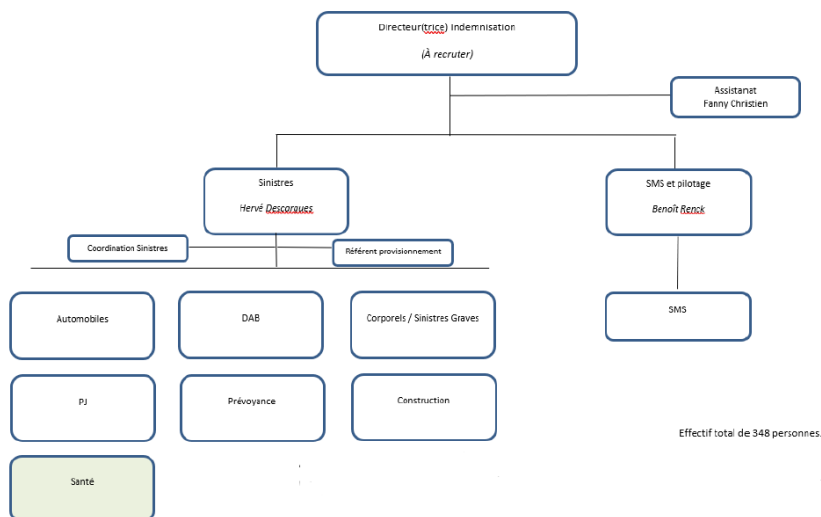 Directeur(trice) Indemnisation
(À recruter)
Assistanat
Fanny Christien
Sinistres
Hervé Descargues
SMS et pilotage
Benoît Renck
Coordination Sinistres
Référent provisionnement
Automobiles
DAB
Corporels / Sinistres Graves
SMS
PJ
Prévoyance
Construction
Effectif total de 348 personnes.
Santé